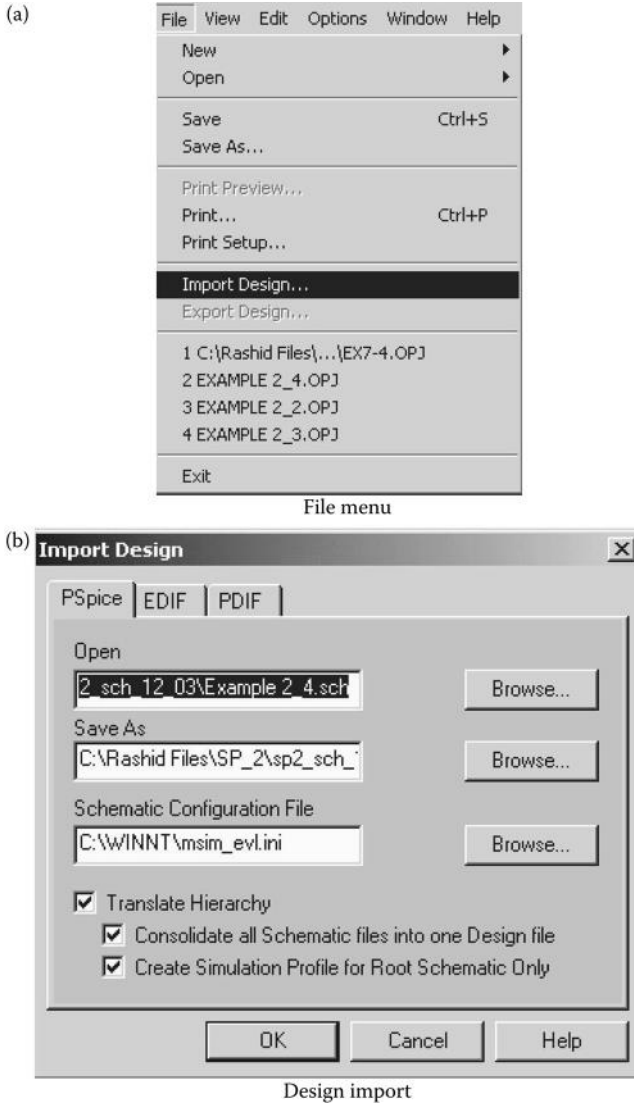 (a)
File View Edit Options Window Help
New
Open
Save Ctrl+S
Save As...
Print Preview...
Print... Ctrl+P
Print Setup...
Import Design...
Export Design...
1 C:\Rashid Files\...\EX7-4.OPJ
2 EXAMPLE 2_4.OPJ
3 EXAMPLE 2_2.OPJ
4 EXAMPLE 2_3.OPJ
Exit
File menu
(b)
Import Design
PSpice EDIF PDIF
Open
2_sch_12_03\Example 2_4.sch Browse...
Save As
C:\Rashid Files\SP_2\sp2_sch_ Browse...
Schematic Configuration File
C:\WINNT\msim_evl.ini Browse...
Translate Hierarchy
Consolidate all Schematic files into one Design file
Create Simulation Profile for Root Schematic Only
OK Cancel Help
Design import